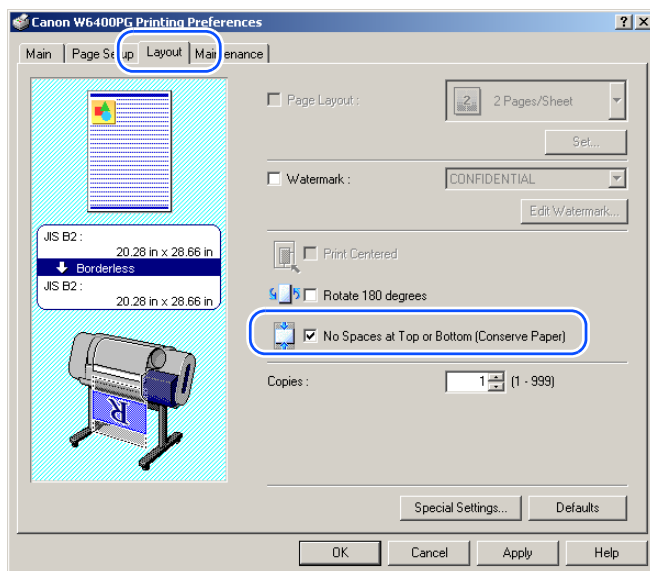 Canon W6400PG Printing Preferences
Main Page Setup Layout Maintenance
Page Layout :
2 2 Pages/Sheet
Set...
Watermark :
CONFIDENTIAL
Edit Watermark...
JIS B2 :
20.28 in x 28.66 in
Borderless
JIS B2 :
20.28 in x 28.66 in
Print Centered
Rotate 180 degrees
No Spaces at Top or Bottom (Conserve Paper)
Copies :
1 (1 - 999)
R
Special Settings... Defaults
OK Cancel Apply Help